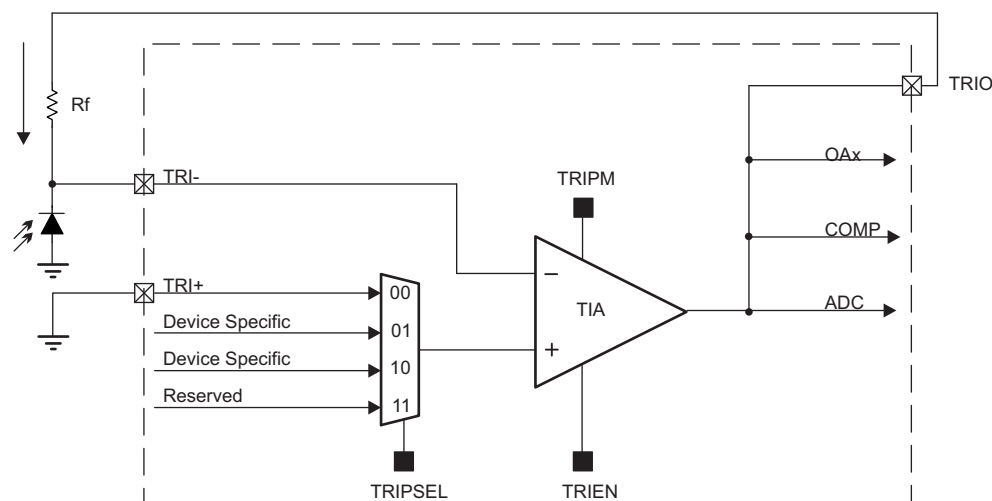 TRIO
Rf
OAx
TRI-
TRIPM
COMP
TRI+
00
−
TIA
ADC
Device Specific
01
+
Device Specific
10
Reserved
11
TRIPSEL
TRIEN